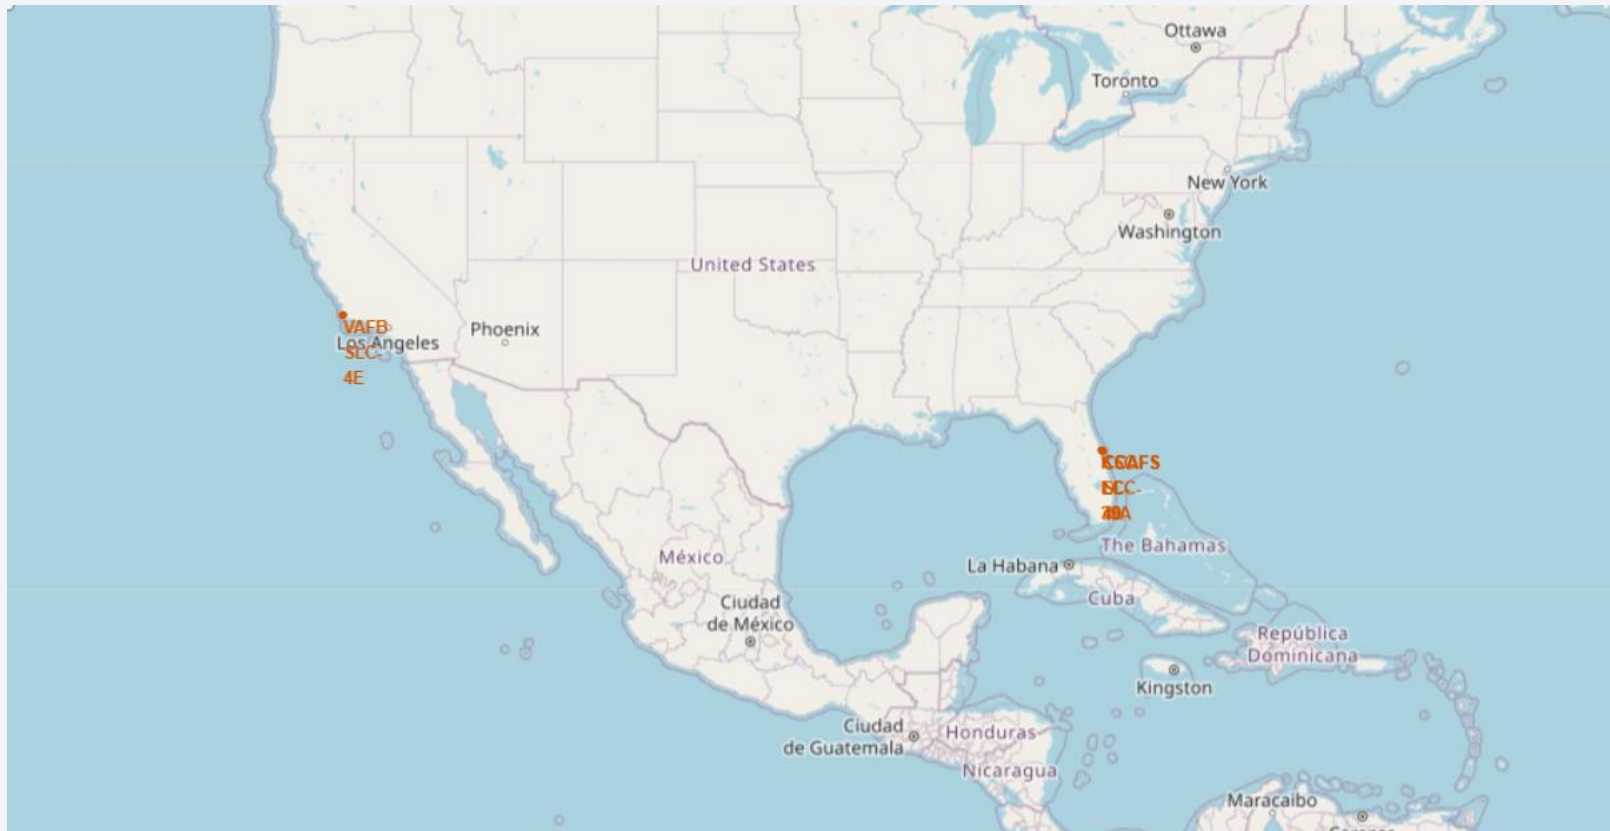 Ottawa
Toronto
New York
Washington
United States
VAFB
Los Angeles
SLC-
4E
Phoenix
México
Ciudad
de México
The Bahamas
La Habana
Cuba
República
Dominicana
Kingston
Ciudad
de Guatemala
Honduras
Nicaragua
Maracaibo